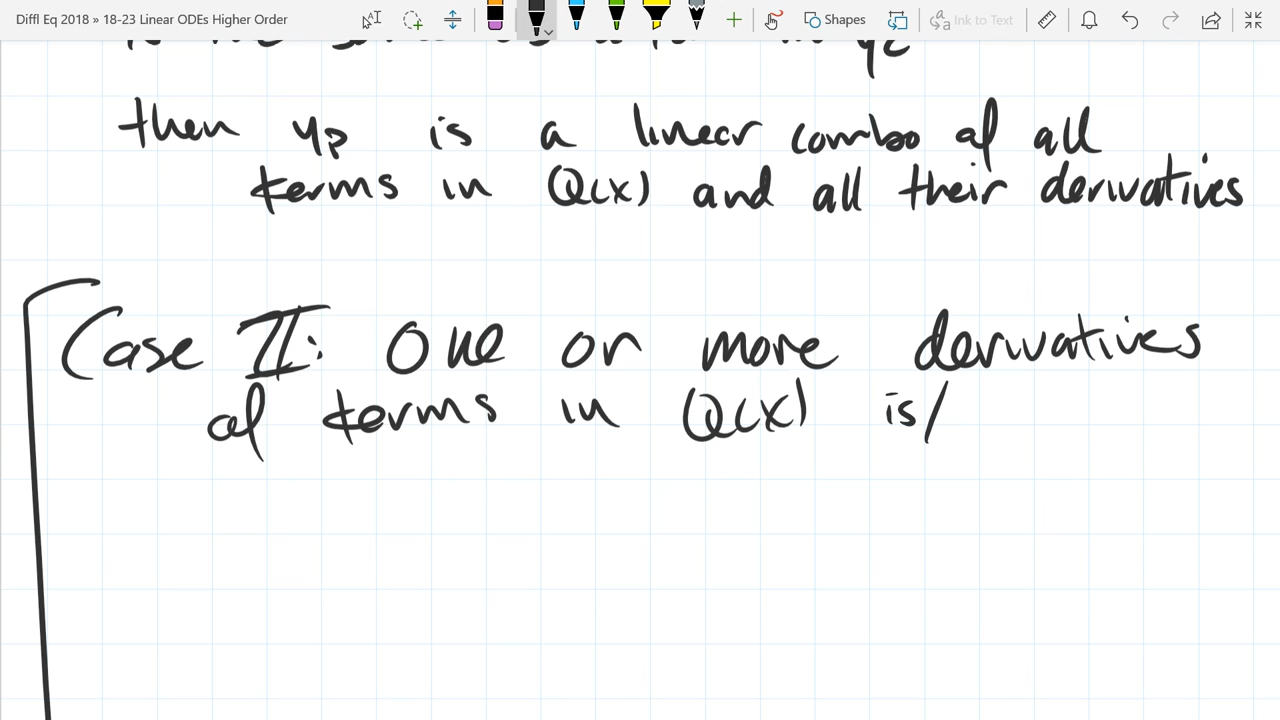 Diffl Eq 2018 » 18-23 Linear ODEs Higher Order
Shapes
Ink to Text
yc
then yp is a linear combo of all
terms in Q(x) and all their derivatives
Case II: One or more derivatives
of terms in Q(x) is/